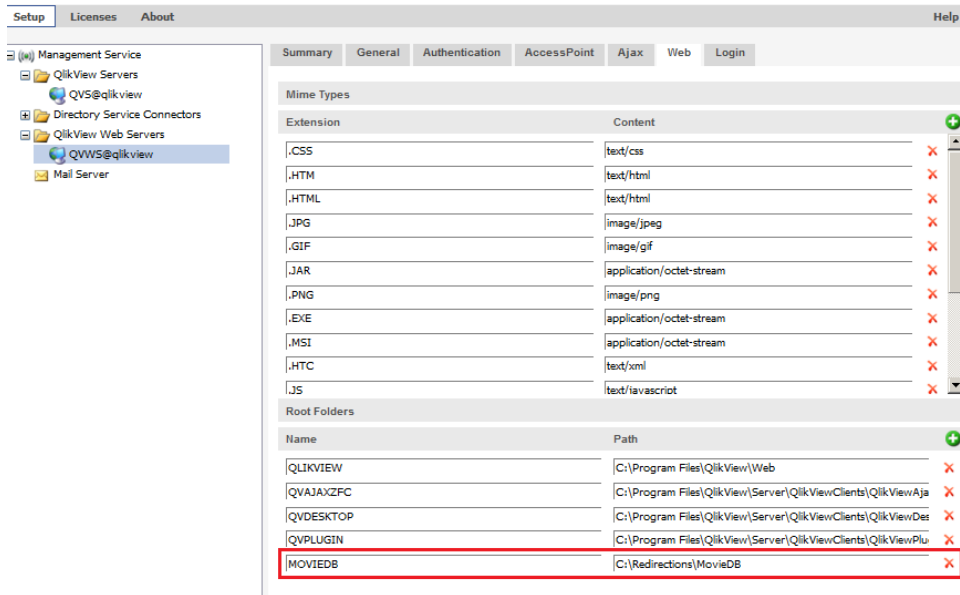 Setup Licenses About Help
Management Service
QlikView Servers
QVS@qlikview
Directory Service Connectors
QlikView Web Servers
QVWS@qlikview
Mail Server
Summary General Authentication AccessPoint Ajax Web Login
Mime Types
Extension Content
.CSS text/css
.HTM text/html
.HTML text/html
.JPG image/jpeg
.GIF image/gif
.JAR application/octet-stream
.PNG image/png
.EXE application/octet-stream
.MSI application/octet-stream
.HTC text/xml
.JS text/javascript
Root Folders
Name Path
QLIKVIEW C:\Program Files\QlikView\Web
QVAJAXZFC C:\Program Files\QlikView\Server\QlikViewClients\QlikViewAja
QVDESKTOP C:\Program Files\QlikView\Server\QlikViewClients\QlikViewDes
QVPLUGIN C:\Program Files\QlikView\Server\QlikViewClients\QlikViewPlu
MOVIEDB C:\Redirections\MovieDB